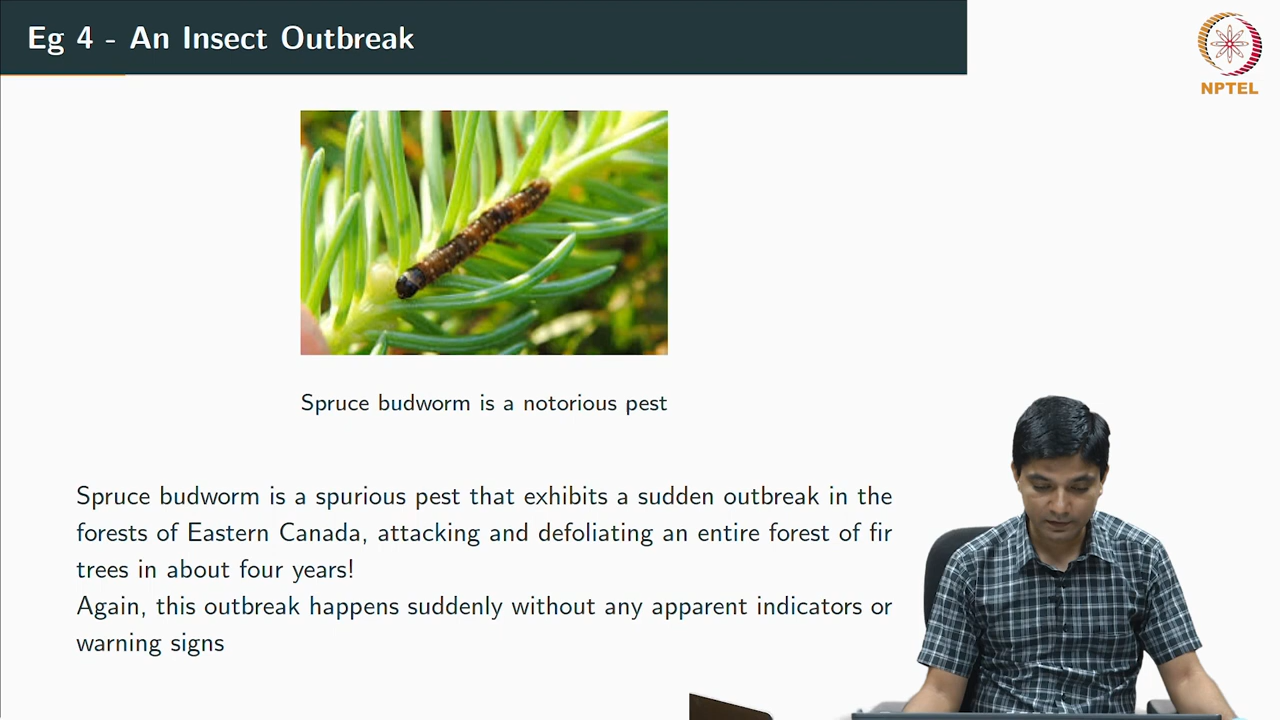 Eg 4 - An Insect Outbreak
NPTEL
Spruce budworm is a notorious pest
Spruce budworm is a spurious pest that exhibits a sudden outbreak in the
forests of Eastern Canada, attacking and defoliating an entire forest of fir
trees in about four years!
Again, this outbreak happens suddenly without any apparent indicators or
warning signs